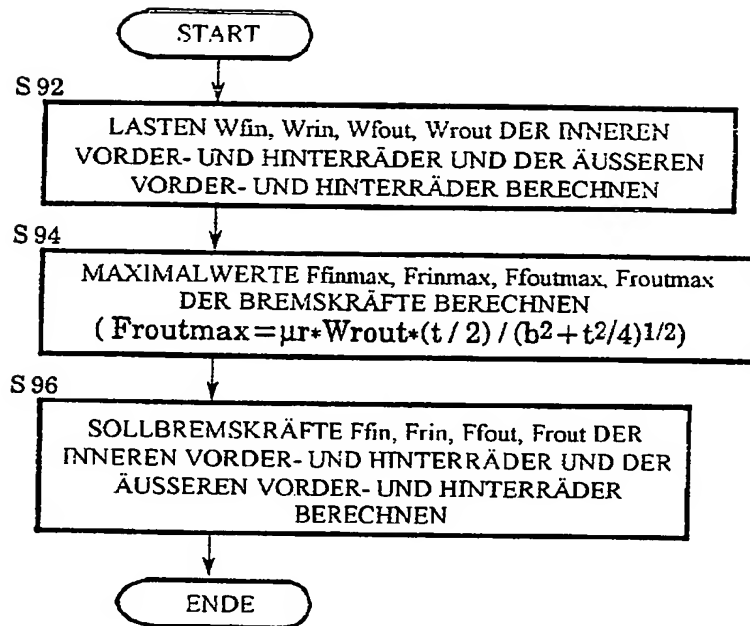 START
S 92
LASTEN Wfin, Wrin, Wfout, Wrout DER INNEREN
VORDER- UND HINTERRÄDER UND DER ÄUSSEREN
VORDER- UND HINTERRÄDER BERECHNEN
S 94
MAXIMALWERTE Ffinmax, Frinmax, Ffoutmax, Froutmax
DER BREMSKRÄFTE BERECHNEN
( Froutmax=µr*Wrout*(t / 2) / (b2+t2/4)1/2)
S 96
SOLLBREMSKRÄFTE Ffin, Frin, Ffout, Frout DER
INNEREN VORDER- UND HINTERRÄDER UND DER
ÄUSSEREN VORDER- UND HINTERRÄDER
BERECHNEN
ENDE